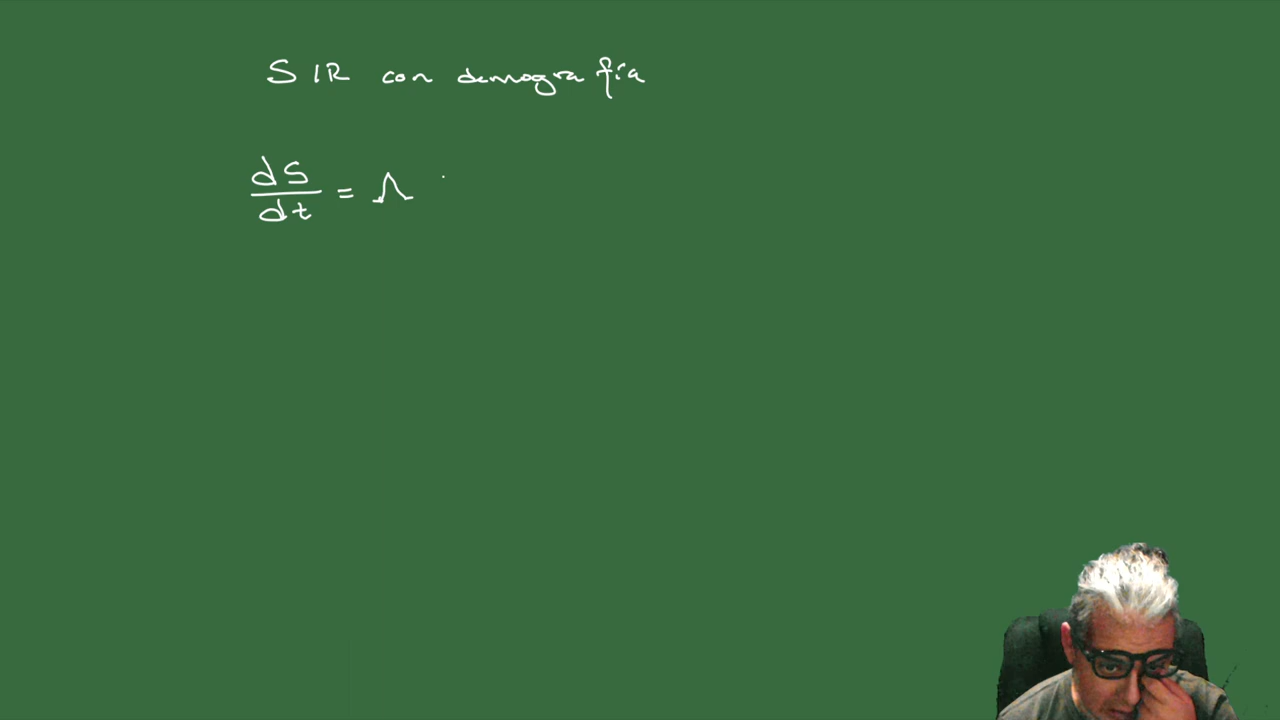 SIR con demografía
dS/dt = Λ